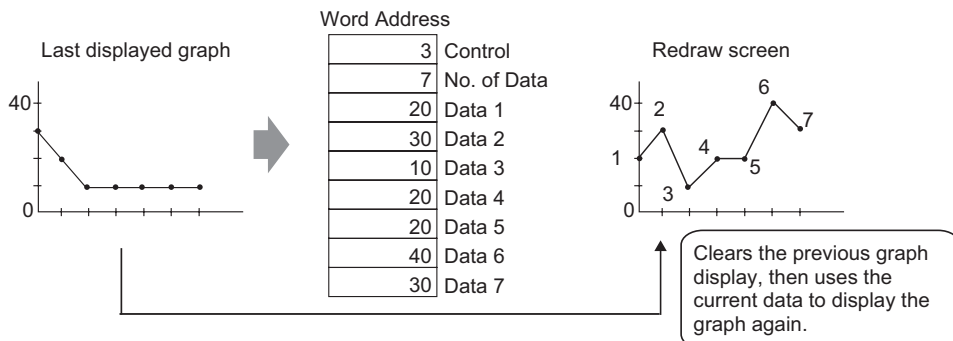 Word Address
Last displayed graph
Redraw screen
40
0
3 Control
7 No. of Data
20 Data 1
30 Data 2
10 Data 3
20 Data 4
20 Data 5
40 Data 6
30 Data 7
40
0
1
2
3
4
5
6
7
Clears the previous graph
display, then uses the
current data to display the
graph again.